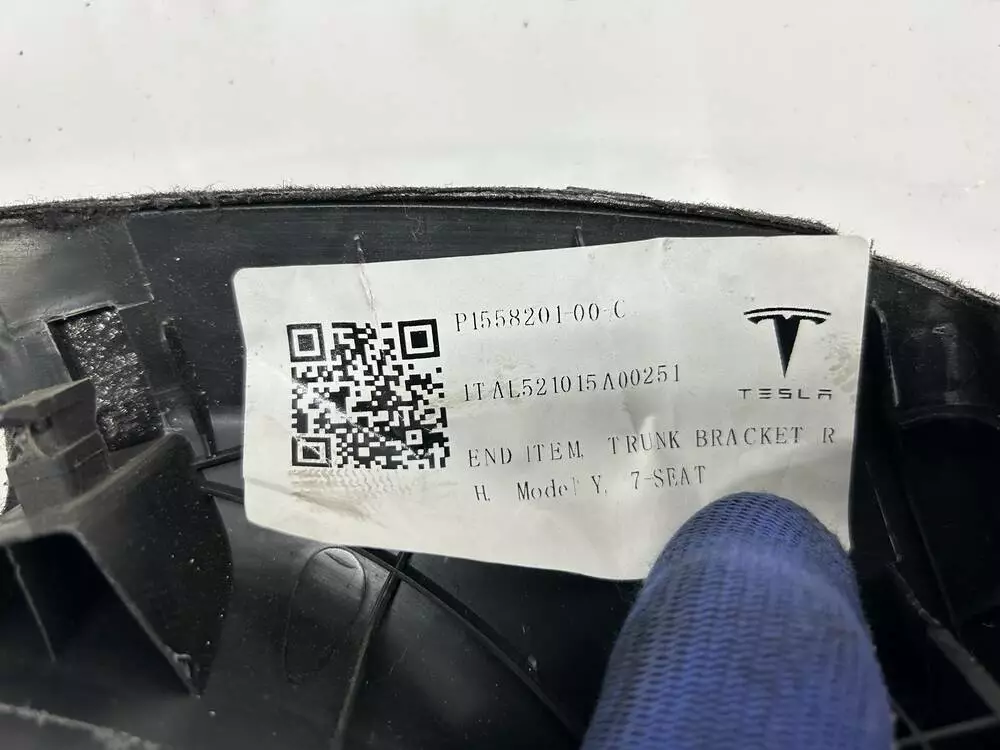 P1558201-00-C
1TAL521015A00251
TESLA
END ITEM, TRUNK BRACKET R
H, Model Y, 7-SEAT